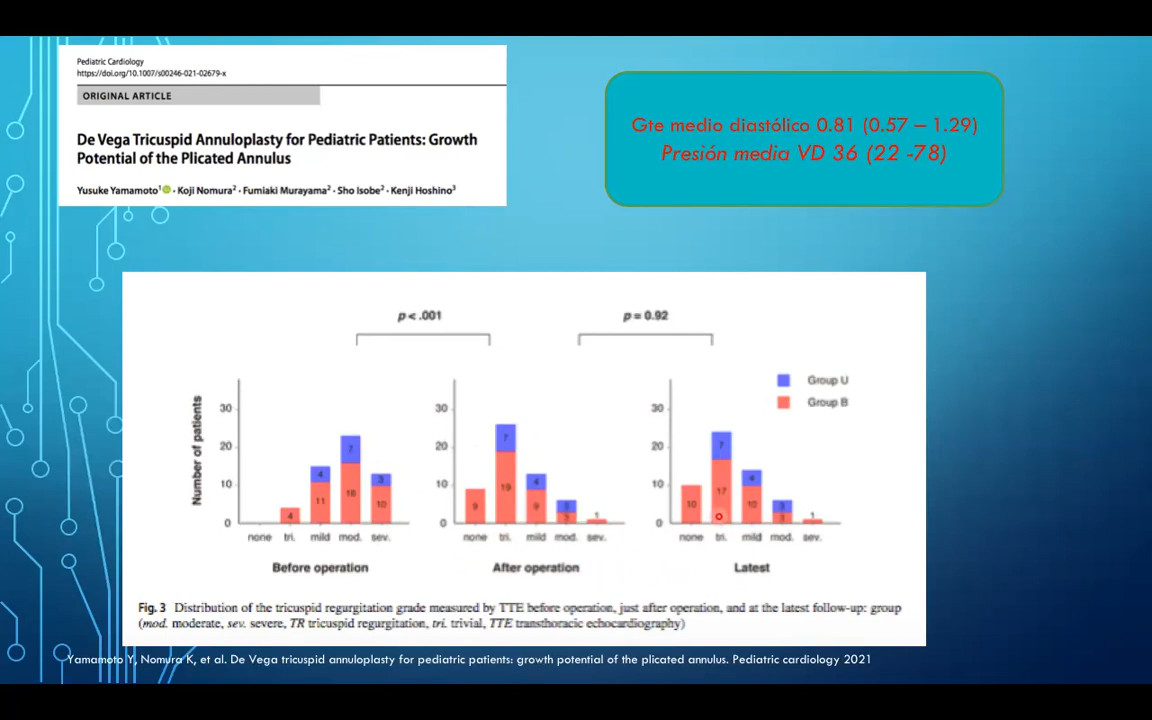 Pediatric Cardiology
https://doi.org/10.1007/s00246-021-02679-x
ORIGINAL ARTICLE
De Vega Tricuspid Annuloplasty for Pediatric Patients: Growth
Potential of the Plicated Annulus
Yusuke Yamamoto1 · Koji Nomura2 · Fumiaki Murayama2 · Sho Isobe2 · Kenji Hoshino3
Gte medio diastólico 0.81 (0.57 – 1.29)
Presión media VD 36 (22 -78)
p < .001
p = 0.92
Group U
Group B
Number of patients
30
20
10
0
4
4
11
7
16
3
10
none tri. mild mod. sev.
Before operation
30
20
10
0
9
7
19
4
9
3
1
none tri. mild mod. sev.
After operation
30
20
10
0
10
7
17
4
10
3
3
1
none tri. mild mod. sev.
Latest
Fig. 3 Distribution of the tricuspid regurgitation grade measured by TTE before operation, just after operation, and at the latest follow-up: group
(mod. moderate, sev. severe, TR tricuspid regurgitation, tri. trivial, TTE transthoracic echocardiography)
Yamamoto Y, Nomura K, et al. De Vega tricuspid annuloplasty for pediatric patients: growth potential of the plicated annulus. Pediatric cardiology 2021